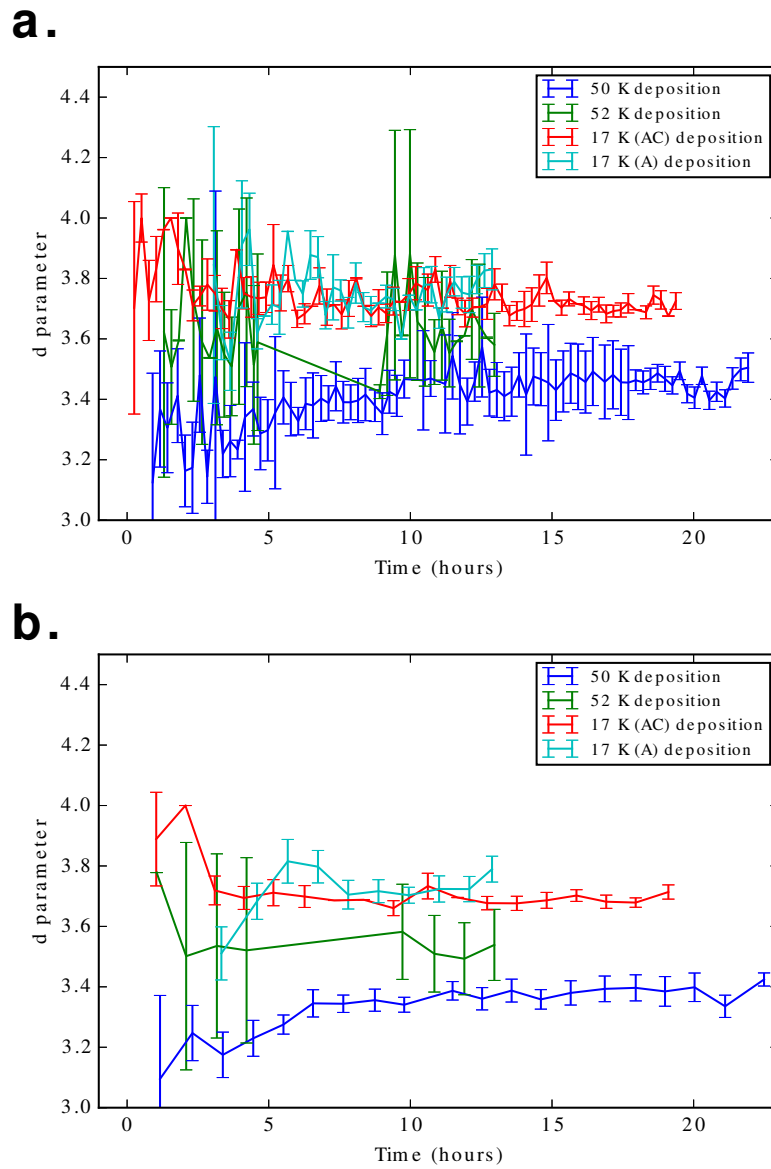 a.
4.4
4.2
4.0
3.8
3.6
3.4
3.2
3.0
d parameter
0
5
10
15
20
Time (hours)
50 K deposition
52 K deposition
17 K (AC) deposition
17 K (A) deposition
b.
4.4
4.2
4.0
3.8
3.6
3.4
3.2
3.0
d parameter
0
5
10
15
20
Time (hours)
50 K deposition
52 K deposition
17 K (AC) deposition
17 K (A) deposition